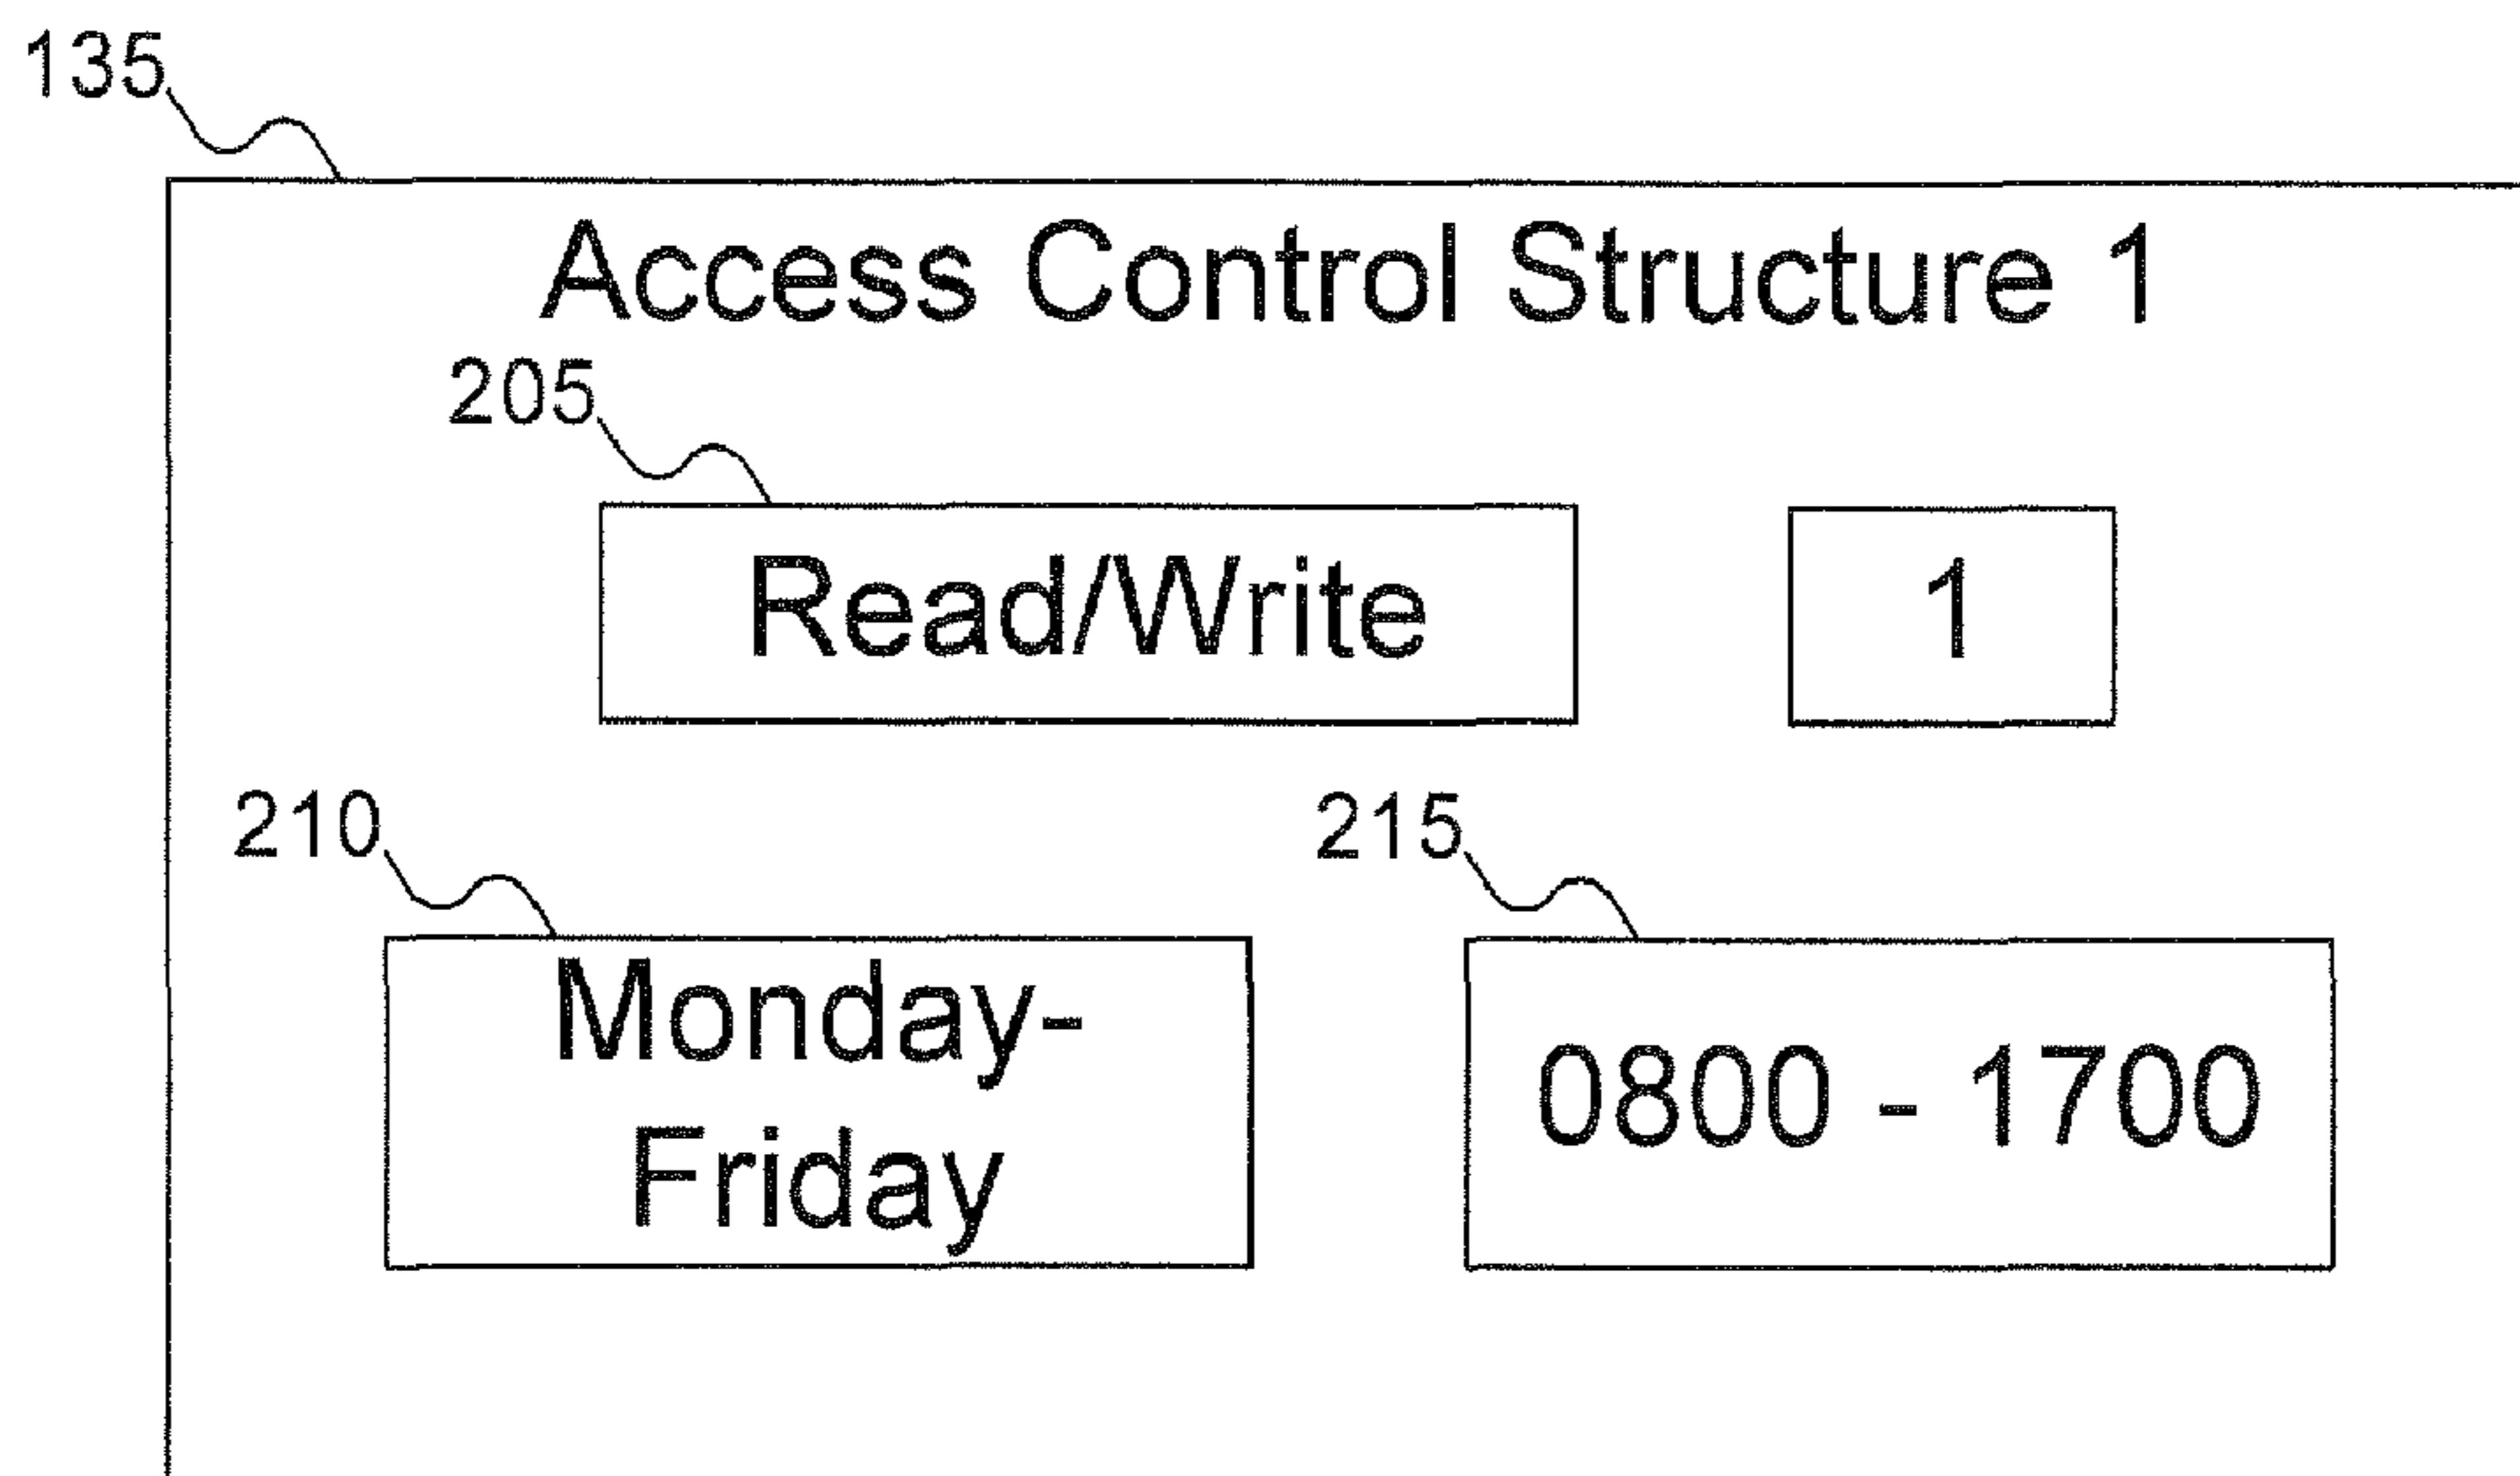 135
Access Control Structure 1
205
Read/Write
1
210
215
Monday-
Friday
0800 - 1700